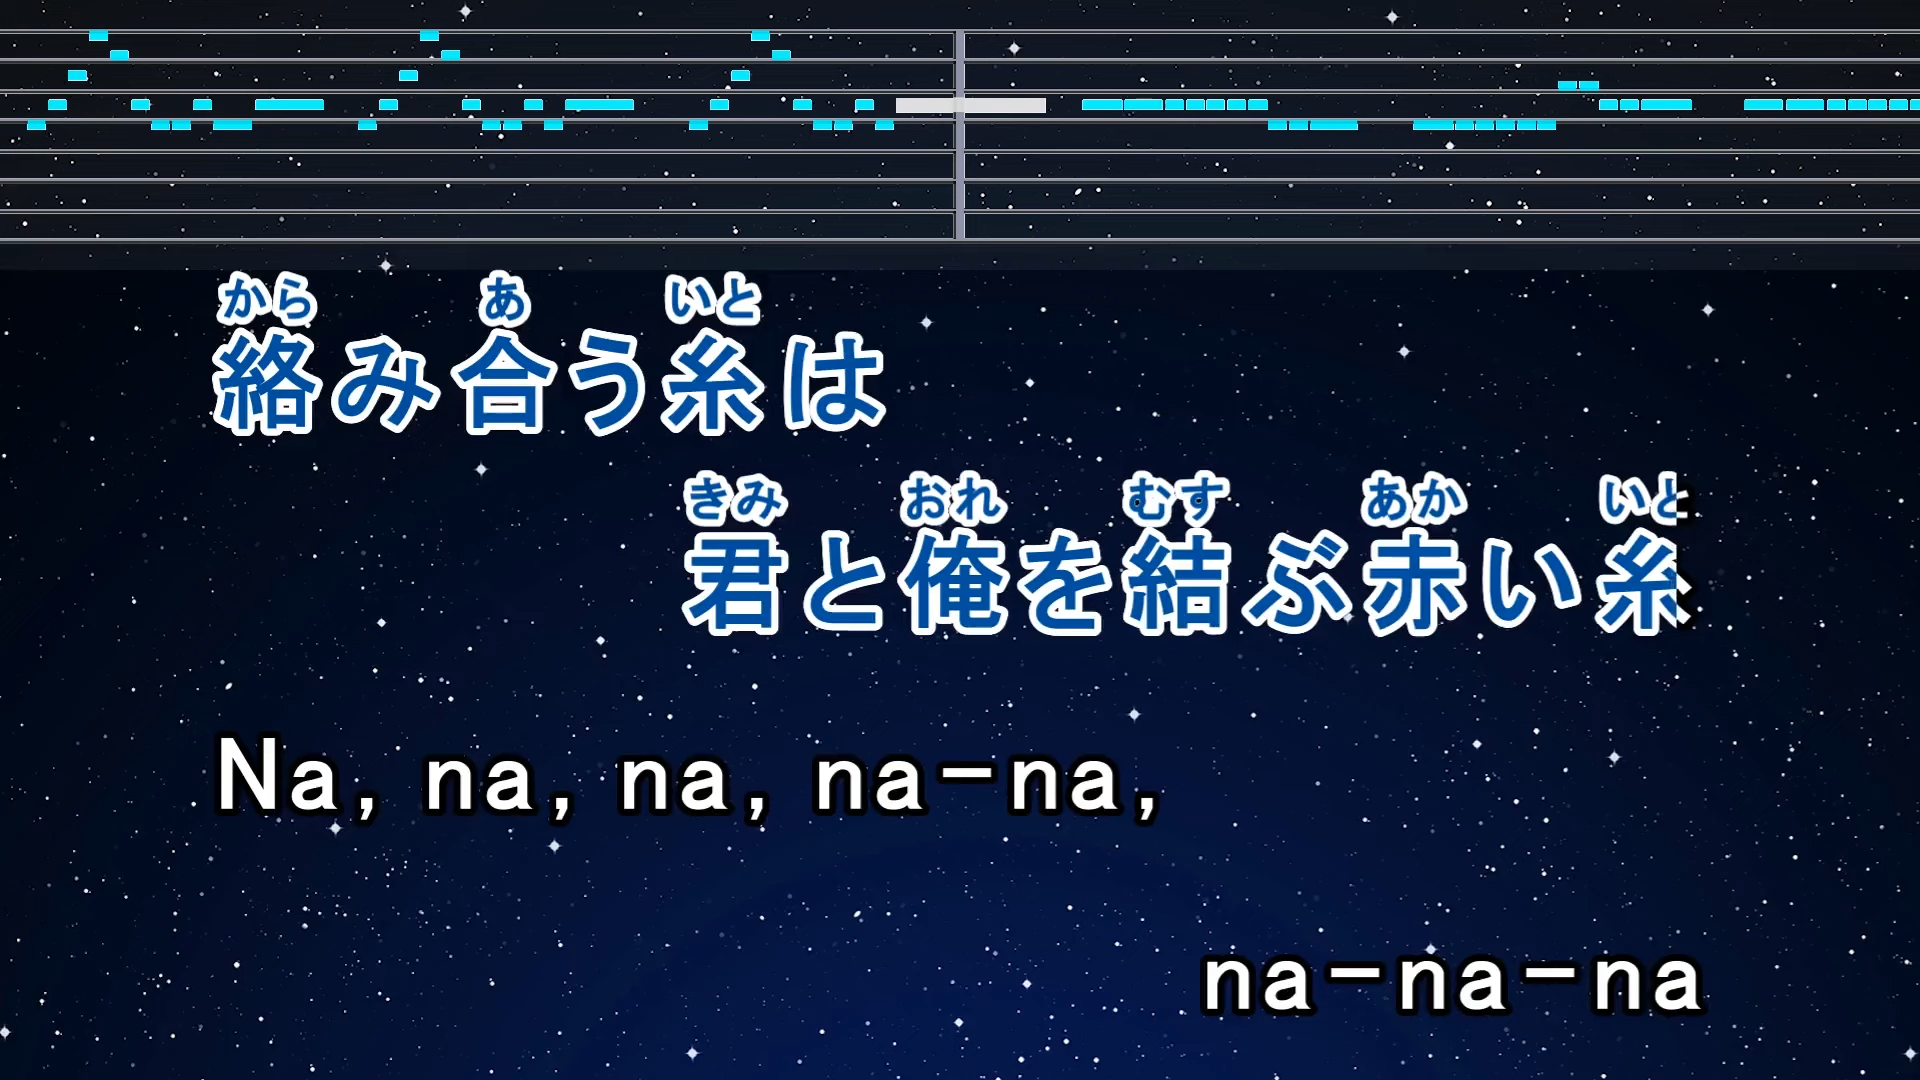 から あ いと
絡み合う糸は
きみ おれ むす あか いと
君と俺を結ぶ赤い糸
Na, na, na, na-na,
na-na-na